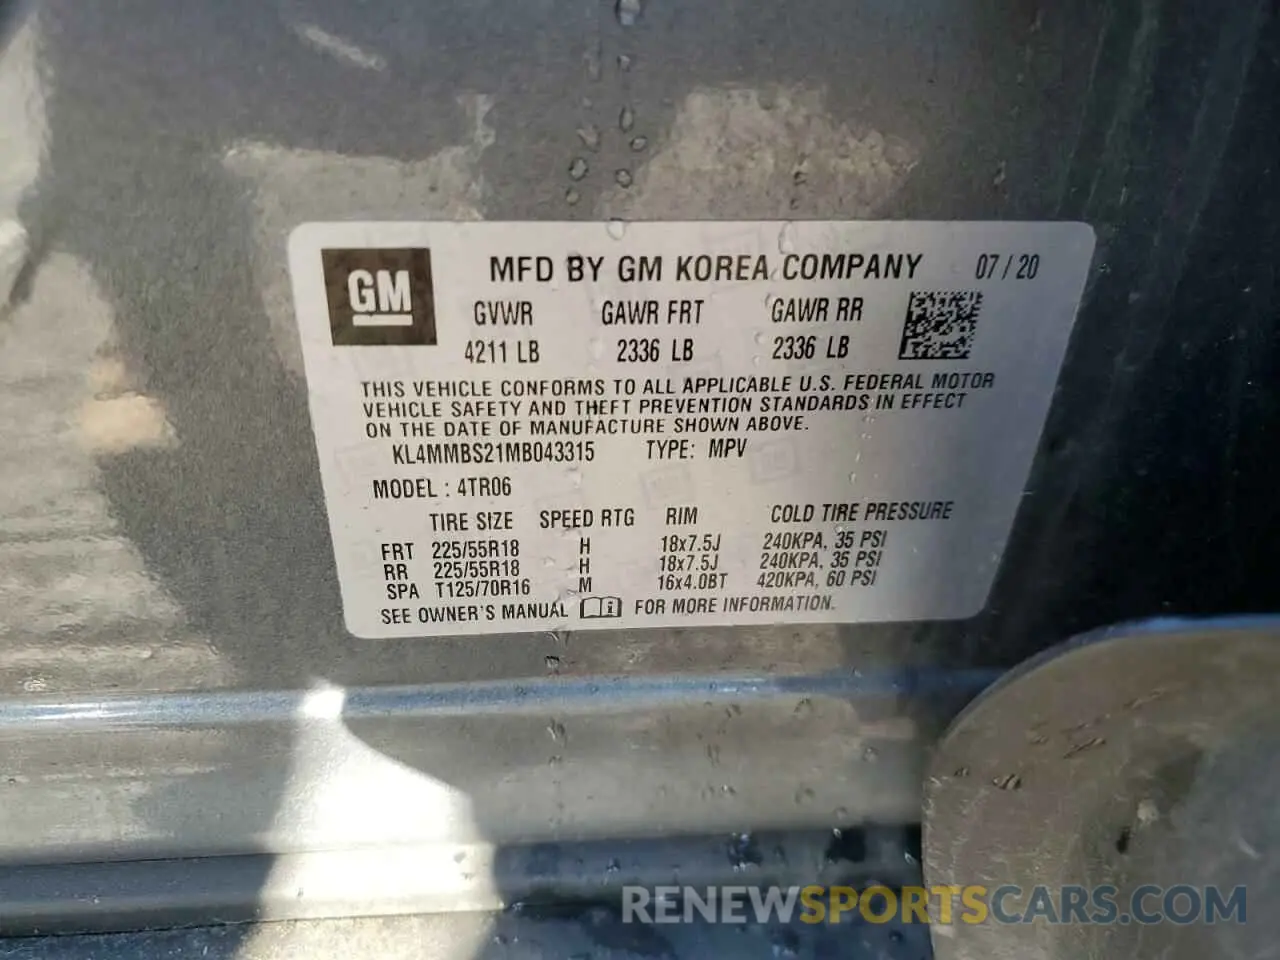 GM
MFD BY GM KOREA COMPANY 07/20
GVWR GAWR FRT GAWR RR
4211 LB 2336 LB 2336 LB
THIS VEHICLE CONFORMS TO ALL APPLICABLE U.S. FEDERAL MOTOR
VEHICLE SAFETY AND THEFT PREVENTION STANDARDS IN EFFECT
ON THE DATE OF MANUFACTURE SHOWN ABOVE.
KL4MMBS21MB043315 TYPE: MPV
MODEL : 4TR06
TIRE SIZE SPEED RTG RIM COLD TIRE PRESSURE
FRT 225/55R18 H 18x7.5J 240KPA, 35 PSI
RR 225/55R18 H 18x7.5J 240KPA, 35 PSI
SPA T125/70R16 M 16x4.0BT 420KPA, 60 PSI
SEE OWNER'S MANUAL FOR MORE INFORMATION.
RENEWSPORTSCARS.COM